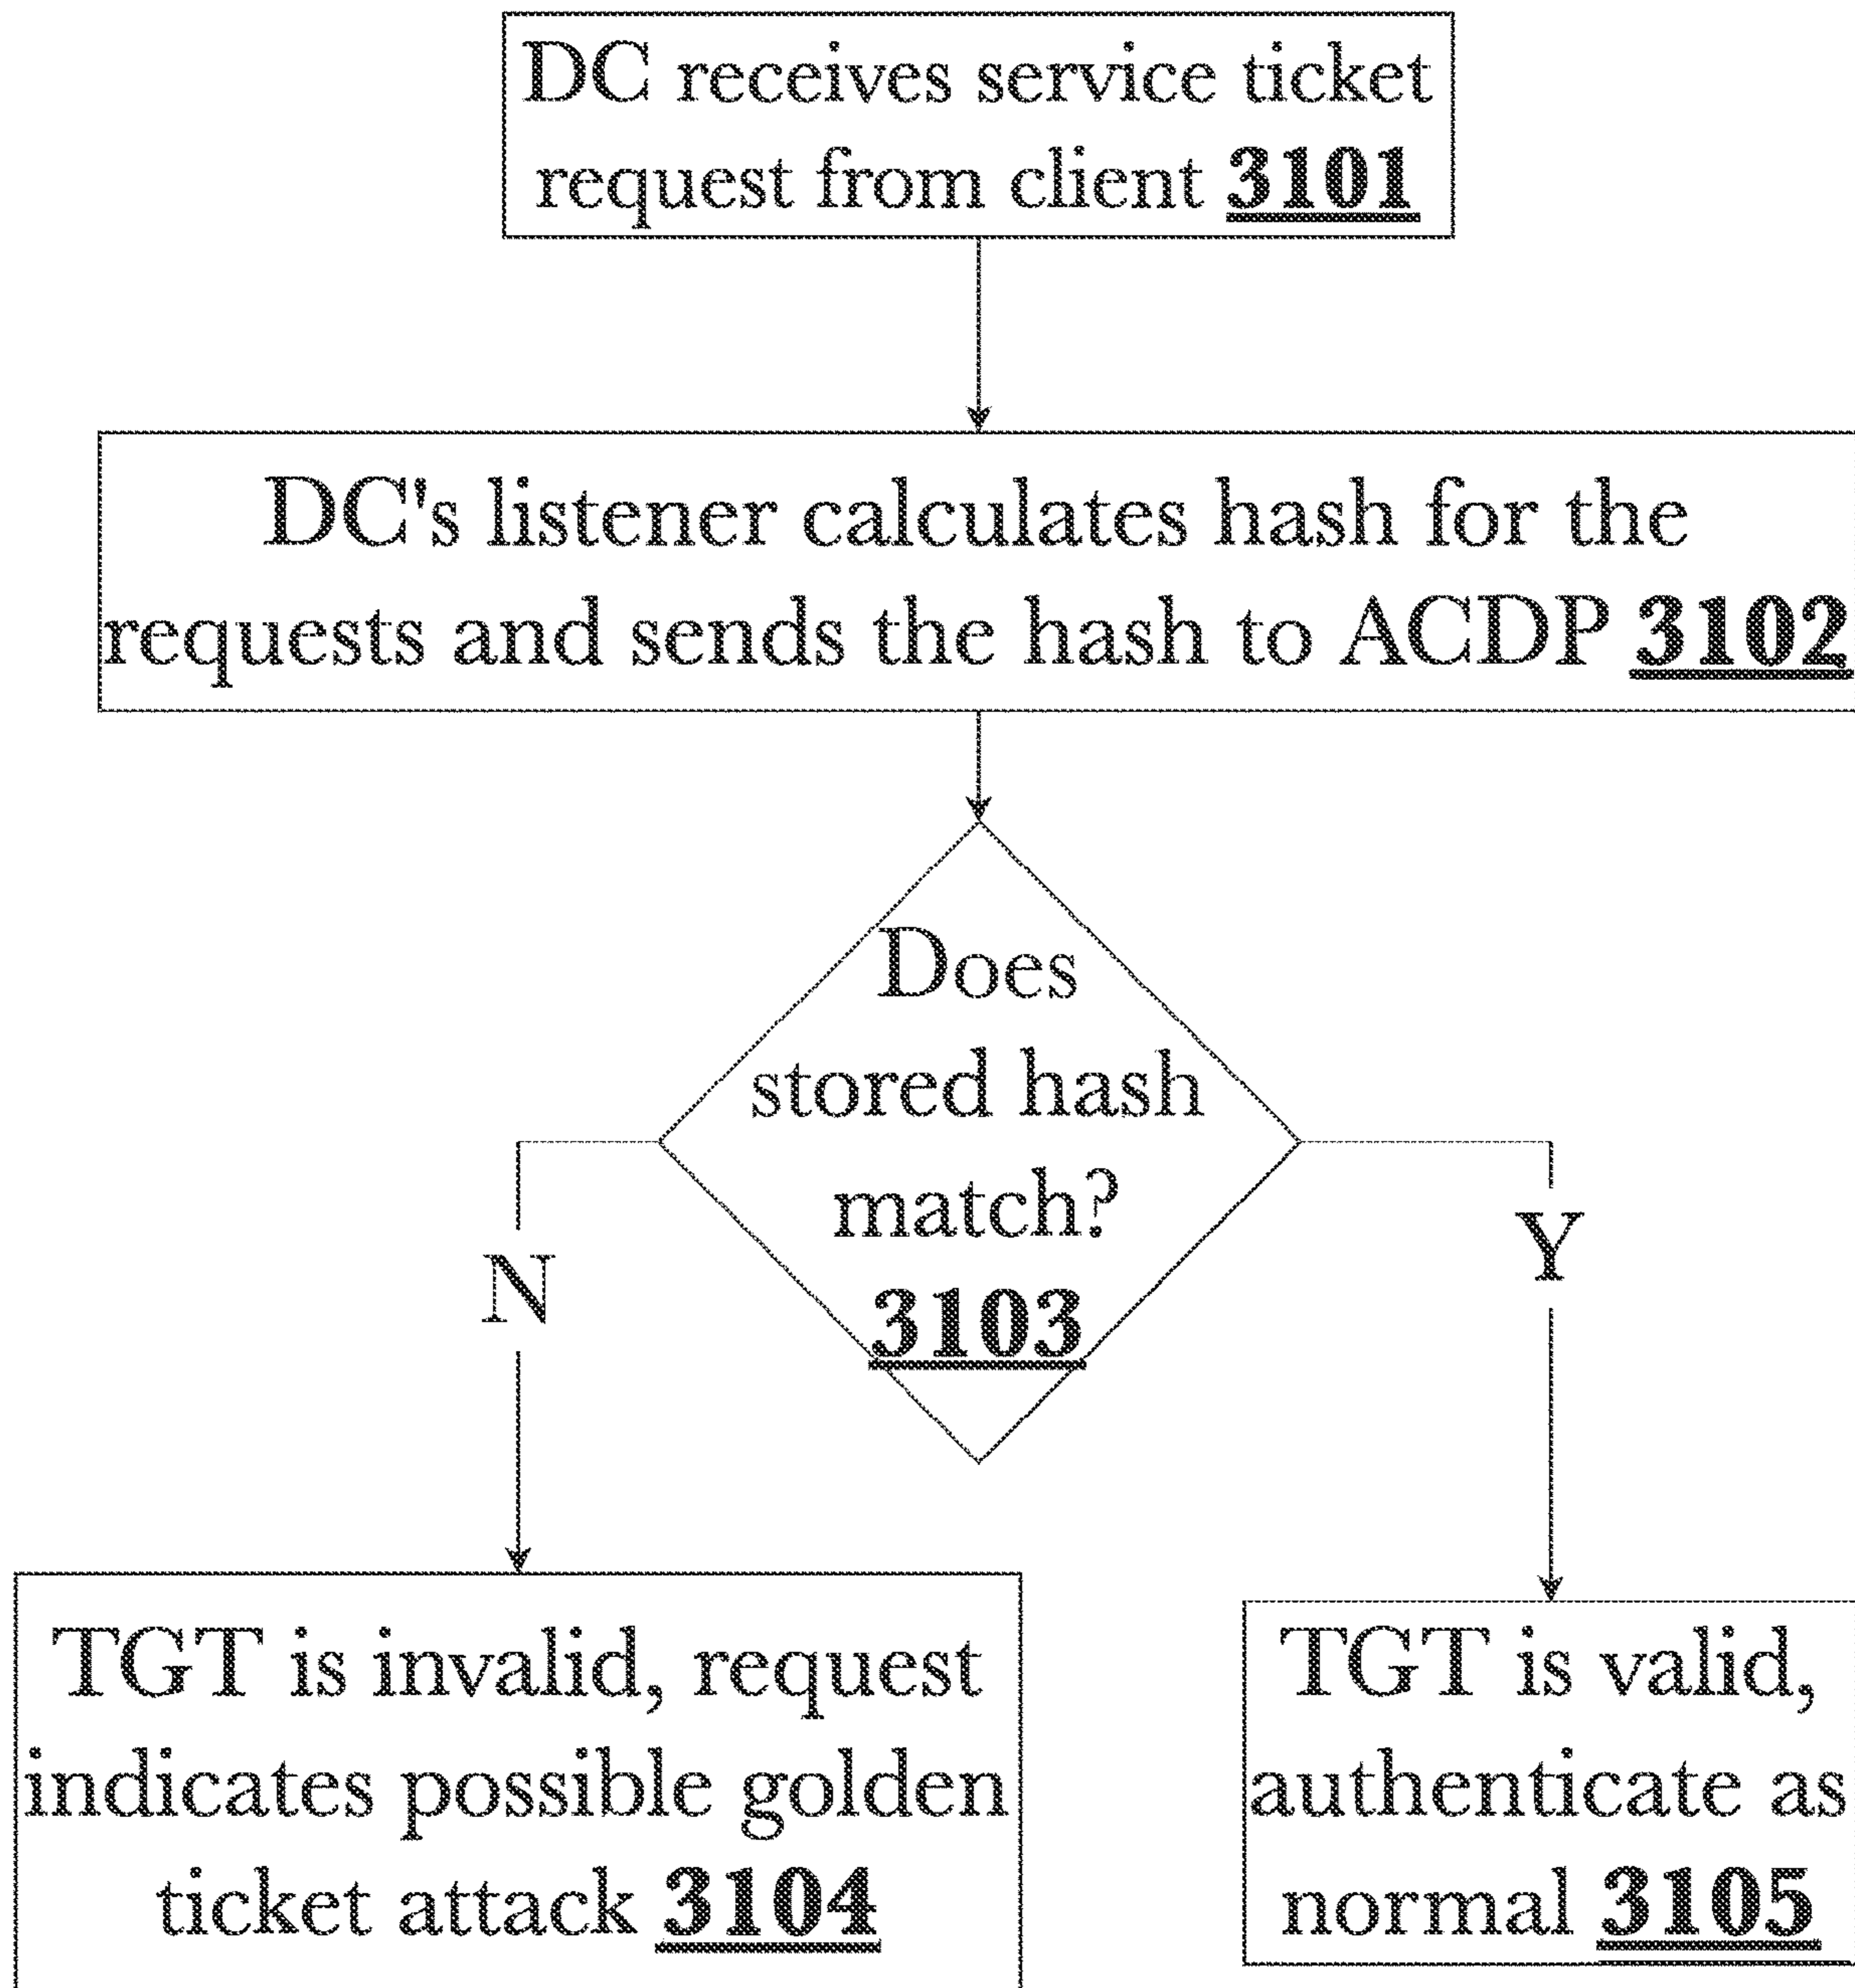 DC receives service ticket
request from client 3101
DC's listener calculates hash for the
requests and sends the hash to ACDP 3102
Does
stored hash
match?
3103
N
Y
TGT is invalid, request
indicates possible golden
ticket attack 3104
TGT is valid,
authenticate as
normal 3105